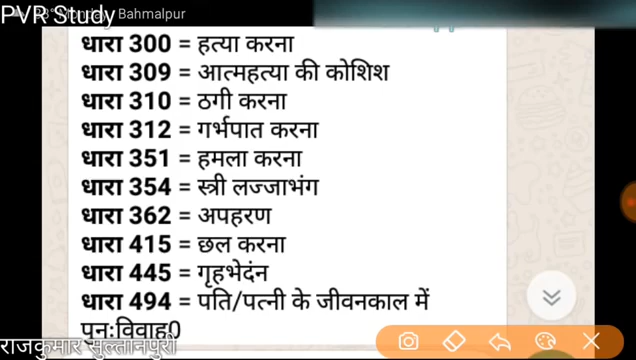 PVR Study
Monday, Bahmalpur
धारा 300 = हत्या करना
धारा 309 = आत्महत्या की कोशिश
धारा 310 = ठगी करना
धारा 312 = गर्भपात करना
धारा 351 = हमला करना
धारा 354 = स्त्री लज्जाभंग
धारा 362 = अपहरण
धारा 415 = छल करना
धारा 445 = गृहभेदंन
धारा 494 = पति/पत्नी के जीवनकाल में
पुन:विवाह0
राजकुमार सुल्तानपुरी